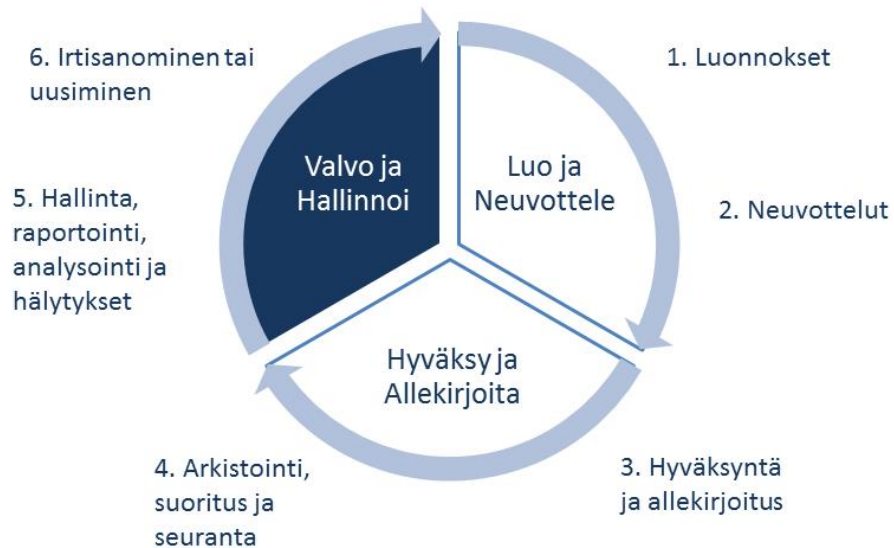 6. Irtisanominen tai
uusiminen
1. Luonnokset
Valvo ja
Hallinnoi
Luo ja
Neuvottele
5. Hallinta,
raportointi,
analysointi ja
hälytykset
2. Neuvottelut
Hyväksy ja
Allekirjoita
4. Arkistointi,
suoritus ja
seuranta
3. Hyväksyntä
ja allekirjoitus